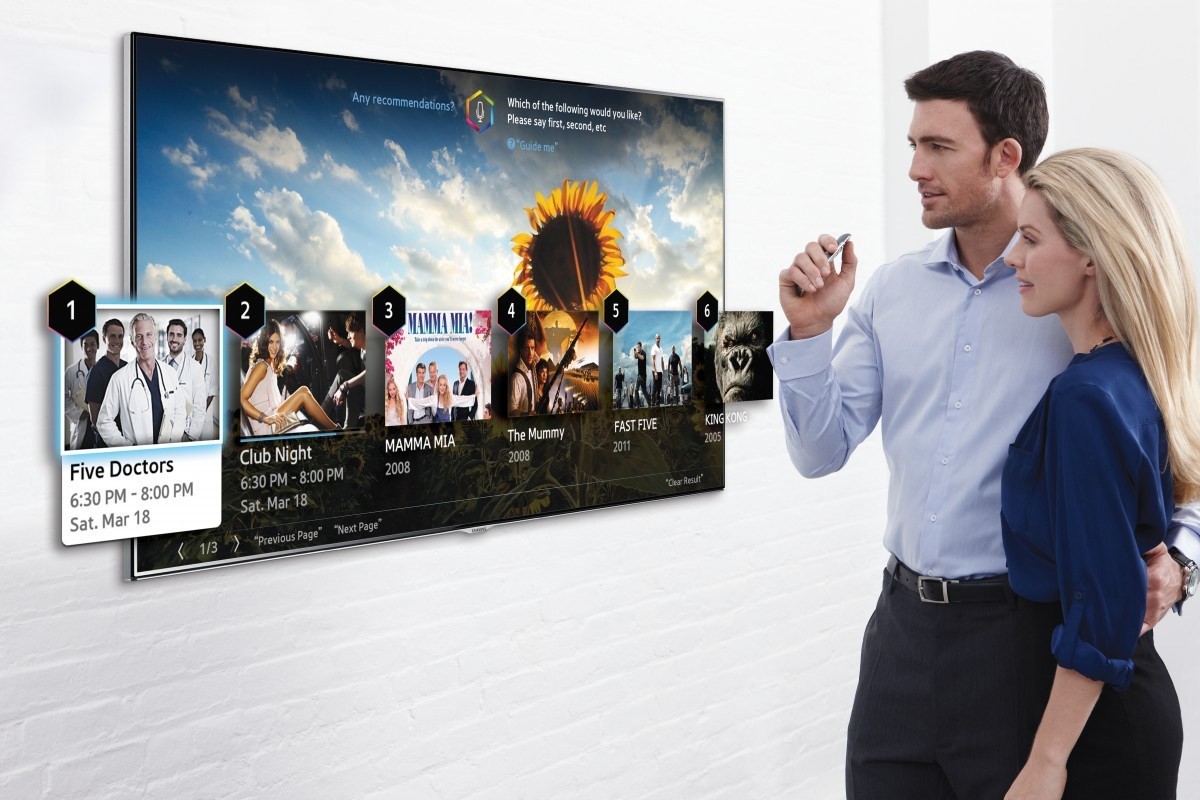 Any recommendations?
Which of the following would you like?
Please say first, second, etc
? "Guide me"
1
2
3
4
5
6
MAMMA MIA!
Five Doctors
6:30 PM - 8:00 PM
Sat. Mar 18
Club Night
6:30 PM - 8:00 PM
Sat. Mar 18
MAMMA MIA
2008
The Mummy
2008
FAST FIVE
2011
KING KONG
2005
"Clear Result"
〈 1/3 〉 "Previous Page" "Next Page"
SAMSUNG